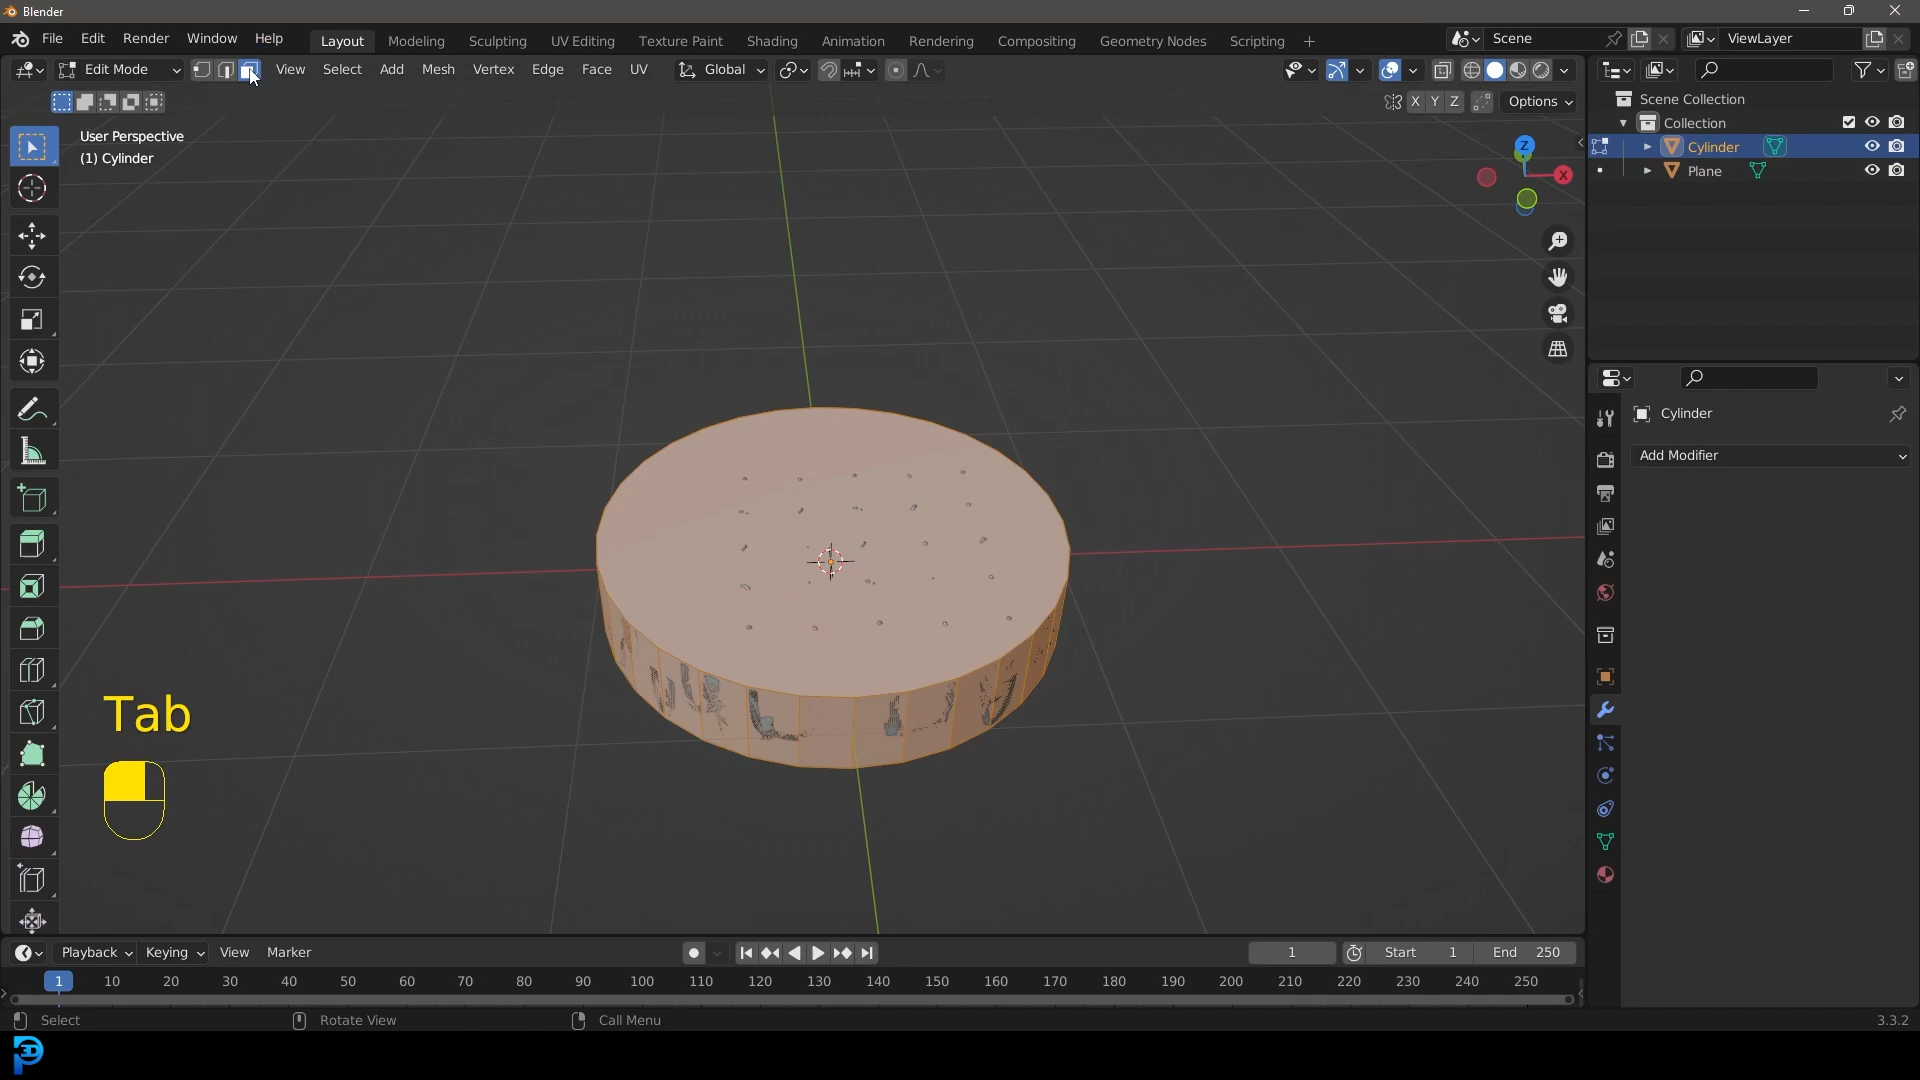 Blender
File Edit Render Window Help Layout Modeling Sculpting UV Editing Texture Paint Shading Animation Rendering Compositing Geometry Nodes Scripting + Scene ViewLayer
Edit Mode View Select Add Mesh Vertex Edge Face UV Global
X Y Z Options
Scene Collection
Collection
Cylinder
Plane
User Perspective
(1) Cylinder
Z
X
Cylinder
Add Modifier
Tab
Playback Keying View Marker 1 Start 1 End 250
1 10 20 30 40 50 60 70 80 90 100 110 120 130 140 150 160 170 180 190 200 210 220 230 240 250
Select Rotate View Call Menu 3.3.2